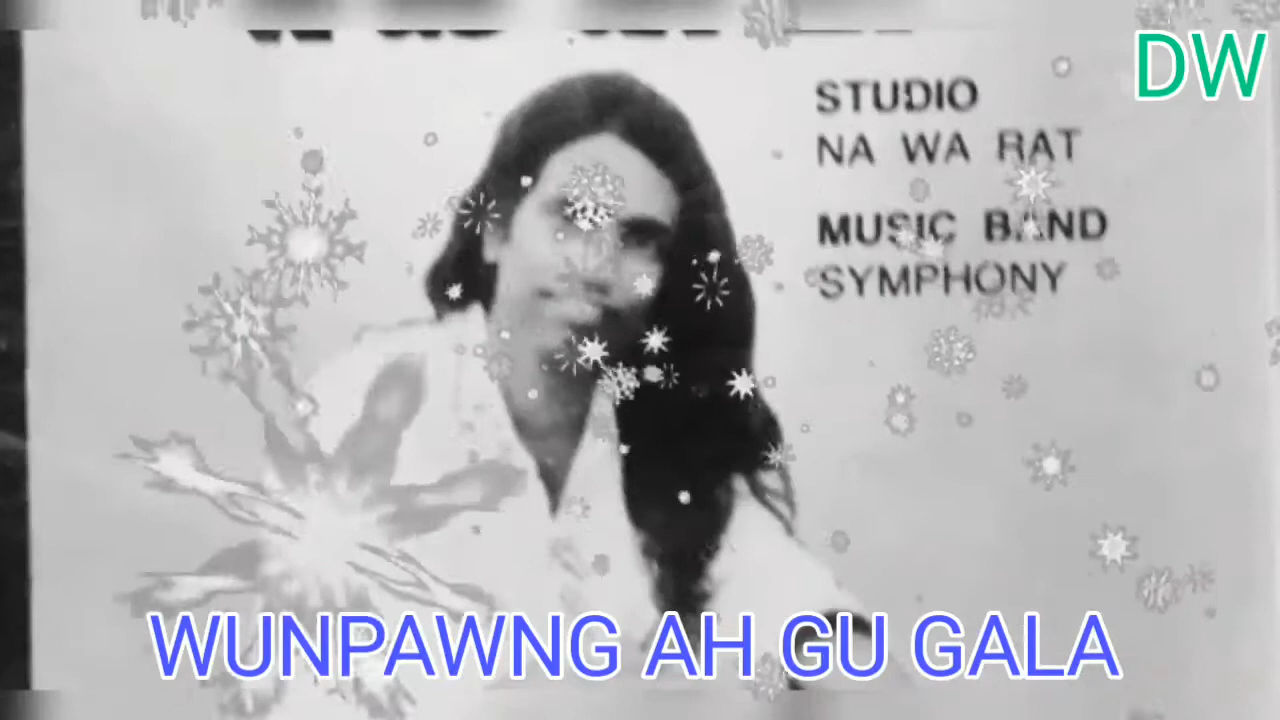 DW
STUDIO
NA WA RAT
MUSIC BAND
SYMPHONY
WUNPAWNG AH GU GALA